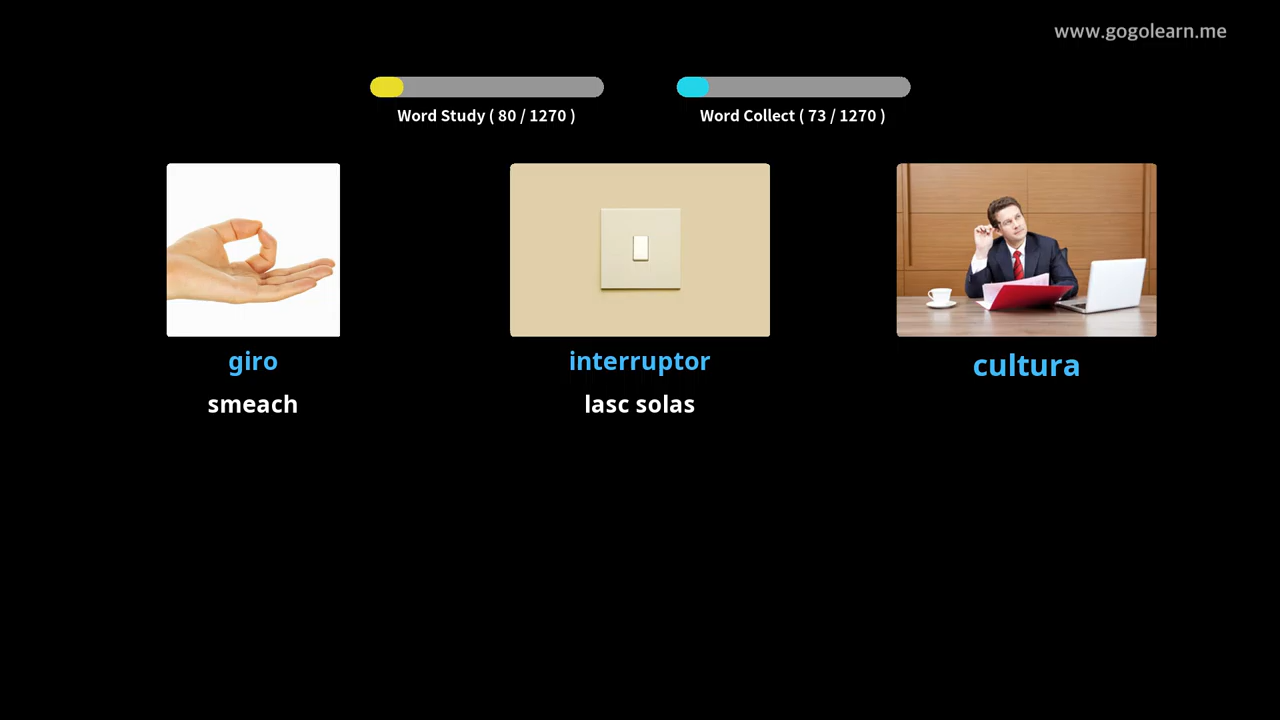 www.gogolearn.me
Word Study ( 80 / 1270 )
Word Collect ( 73 / 1270 )
giro
interruptor
cultura
smeach
lasc solas